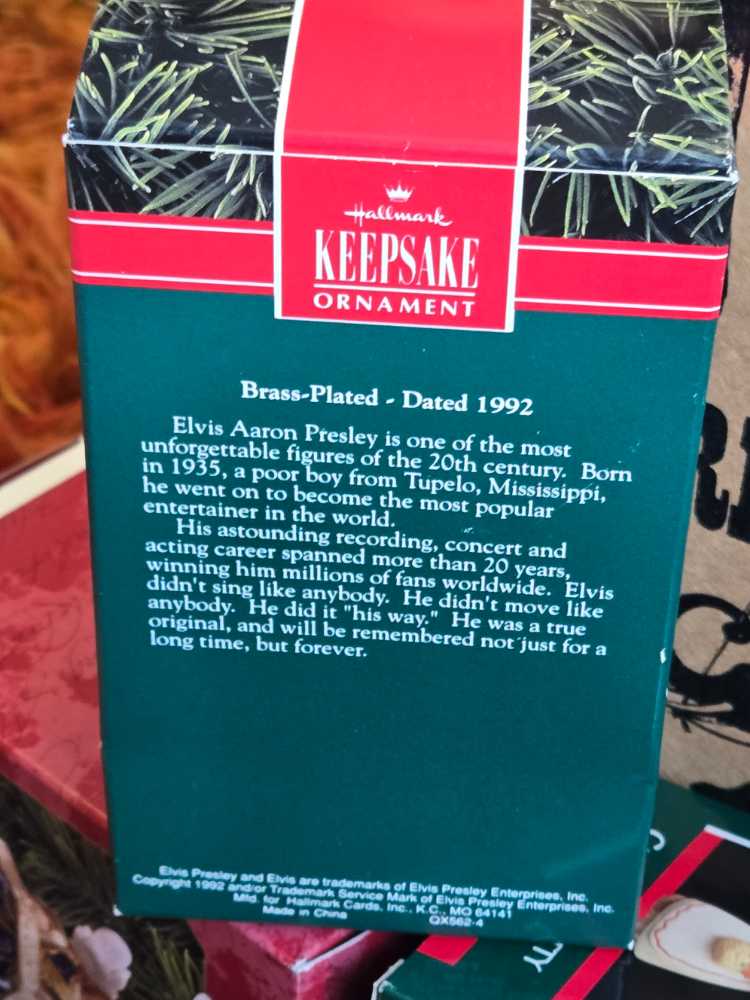 Hallmark
KEEPSAKE
ORNAMENT
Brass-Plated - Dated 1992
Elvis Aaron Presley is one of the most
unforgettable figures of the 20th century. Born
in 1935, a poor boy from Tupelo, Mississippi,
he went on to become the most popular
entertainer in the world.
His astounding recording, concert and
acting career spanned more than 20 years,
winning him millions of fans worldwide. Elvis
didn't sing like anybody. He didn't move like
anybody. He did it "his way." He was a true
original, and will be remembered not just for a
long time, but forever.
Elvis Presley and Elvis are trademarks of Elvis Presley Enterprises, Inc.
Copyright 1992 and/or Trademark Service Mark of Elvis Presley Enterprises, Inc.
Mfd. for Hallmark Cards, Inc., K.C., MO 64141
Made in China QX562-4